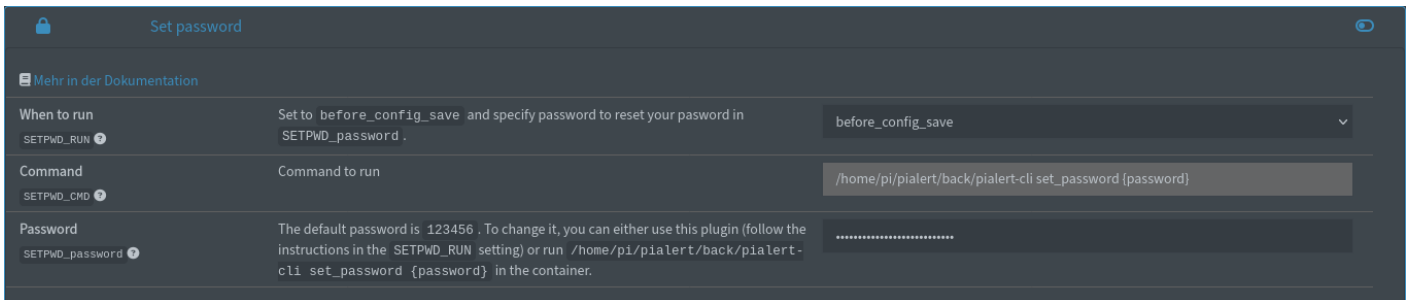 Set password
Mehr in der Dokumentation
When to run
SETPWD_RUN
Set to before_config_save and specify password to reset your pasword in
SETPWD_password.
before_config_save
Command
SETPWD_CMD
Command to run
/home/pi/pialert/back/pialert-cli set_password {password}
Password
SETPWD_password
The default password is 123456. To change it, you can either use this plugin (follow the
instructions in the SETPWD_RUN setting) or run /home/pi/pialert/back/pialert-
cli set_password {password} in the container.